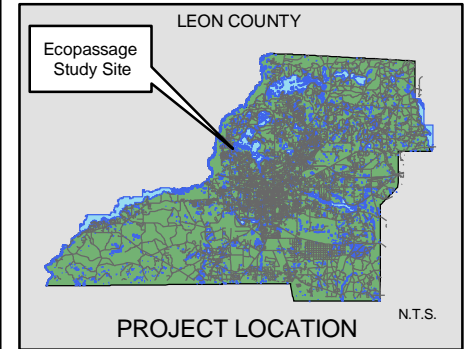 LEON COUNTY
Ecopassage
Study Site
N.T.S.
PROJECT LOCATION